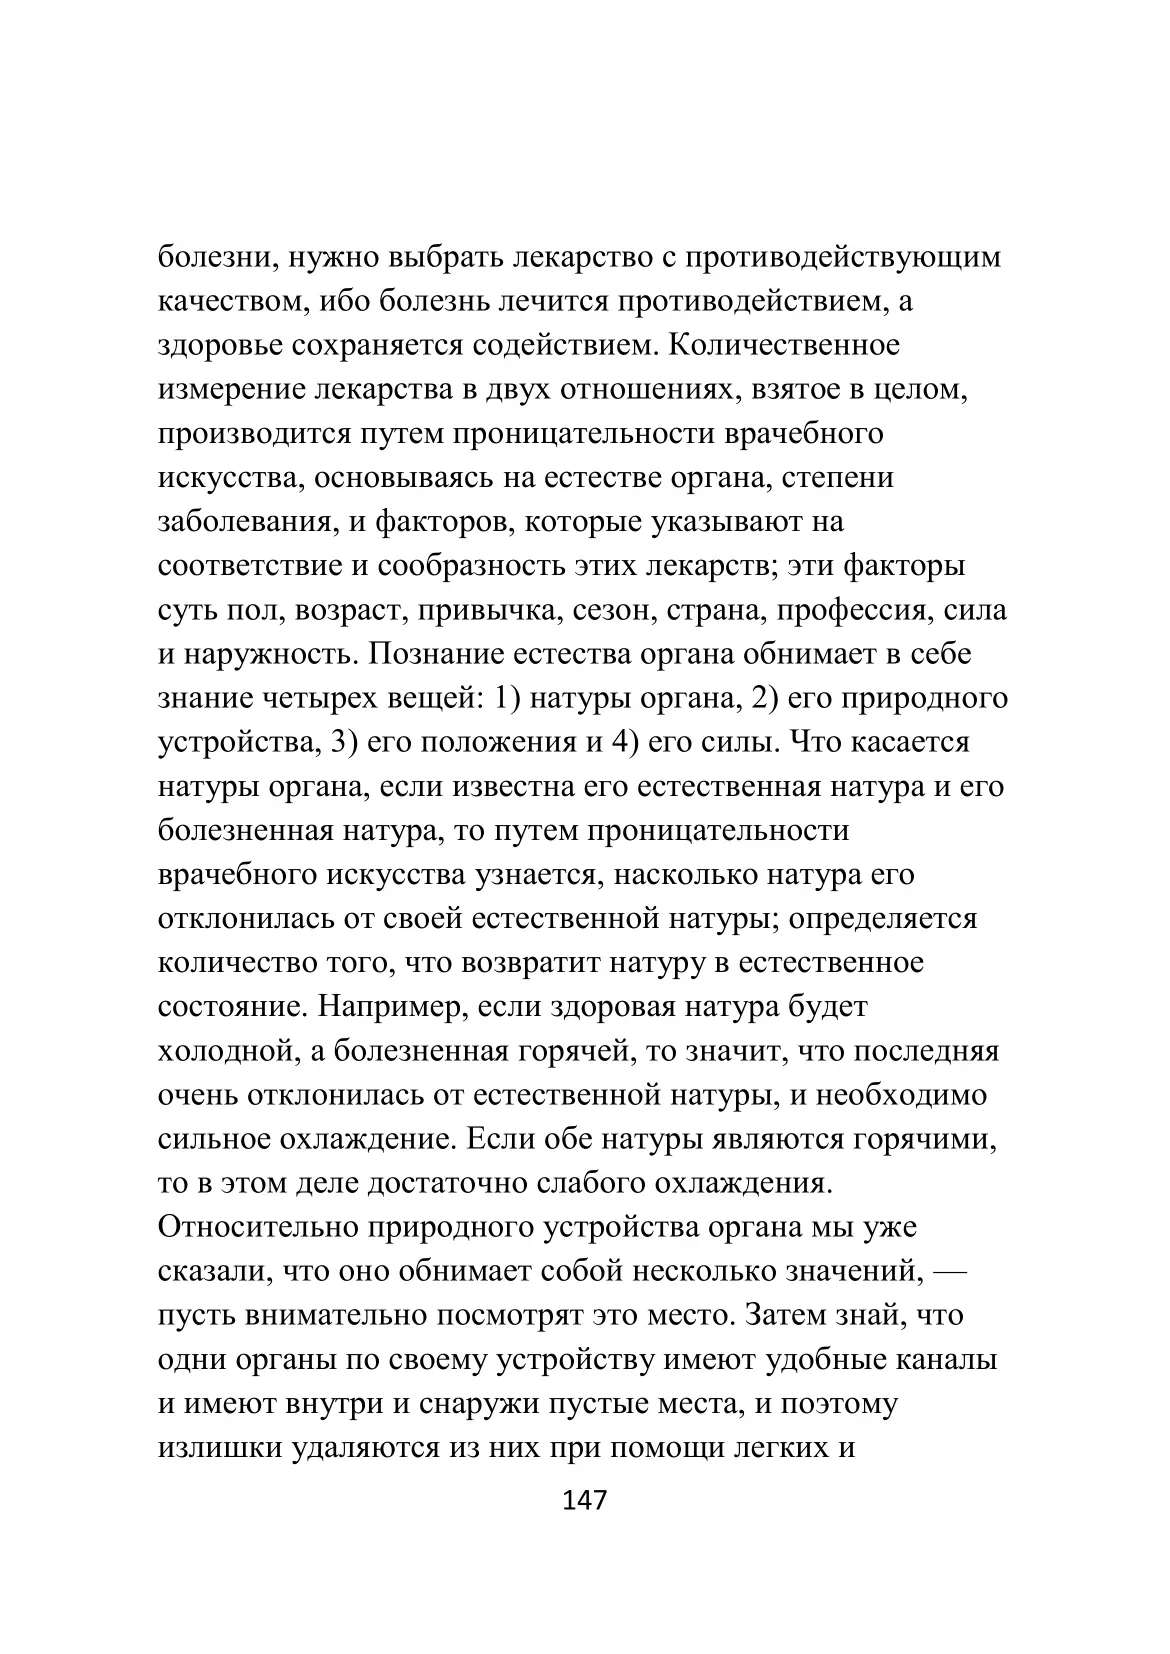 болезни, нужно выбрать лекарство с противодействующим
качеством, ибо болезнь лечится противодействием, а
здоровье сохраняется содействием. Количественное
измерение лекарства в двух отношениях, взятое в целом,
производится путем проницательности врачебного
искусства, основываясь на естестве органа, степени
заболевания, и факторов, которые указывают на
соответствие и сообразность этих лекарств; эти факторы
суть пол, возраст, привычка, сезон, страна, профессия, сила
и наружность. Познание естества органа обнимает в себе
знание четырех вещей: 1) натуры органа, 2) его природного
устройства, 3) его положения и 4) его силы. Что касается
натуры органа, если известна его естественная натура и его
болезненная натура, то путем проницательности
врачебного искусства узнается, насколько натура его
отклонилась от своей естественной натуры; определяется
количество того, что возвратит натуру в естественное
состояние. Например, если здоровая натура будет
холодной, а болезненная горячей, то значит, что последняя
очень отклонилась от естественной натуры, и необходимо
сильное охлаждение. Если обе натуры являются горячими,
то в этом деле достаточно слабого охлаждения.
Относительно природного устройства органа мы уже
сказали, что оно обнимает собой несколько значений, —
пусть внимательно посмотрят это место. Затем знай, что
одни органы по своему устройству имеют удобные каналы
и имеют внутри и снаружи пустые места, и поэтому
излишки удаляются из них при помощи легких и
147